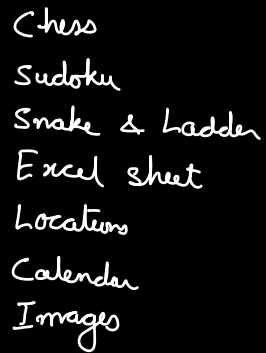 Chess
Sudoku
Snake & Ladder
Excel sheet
Locations
Calendar
Images